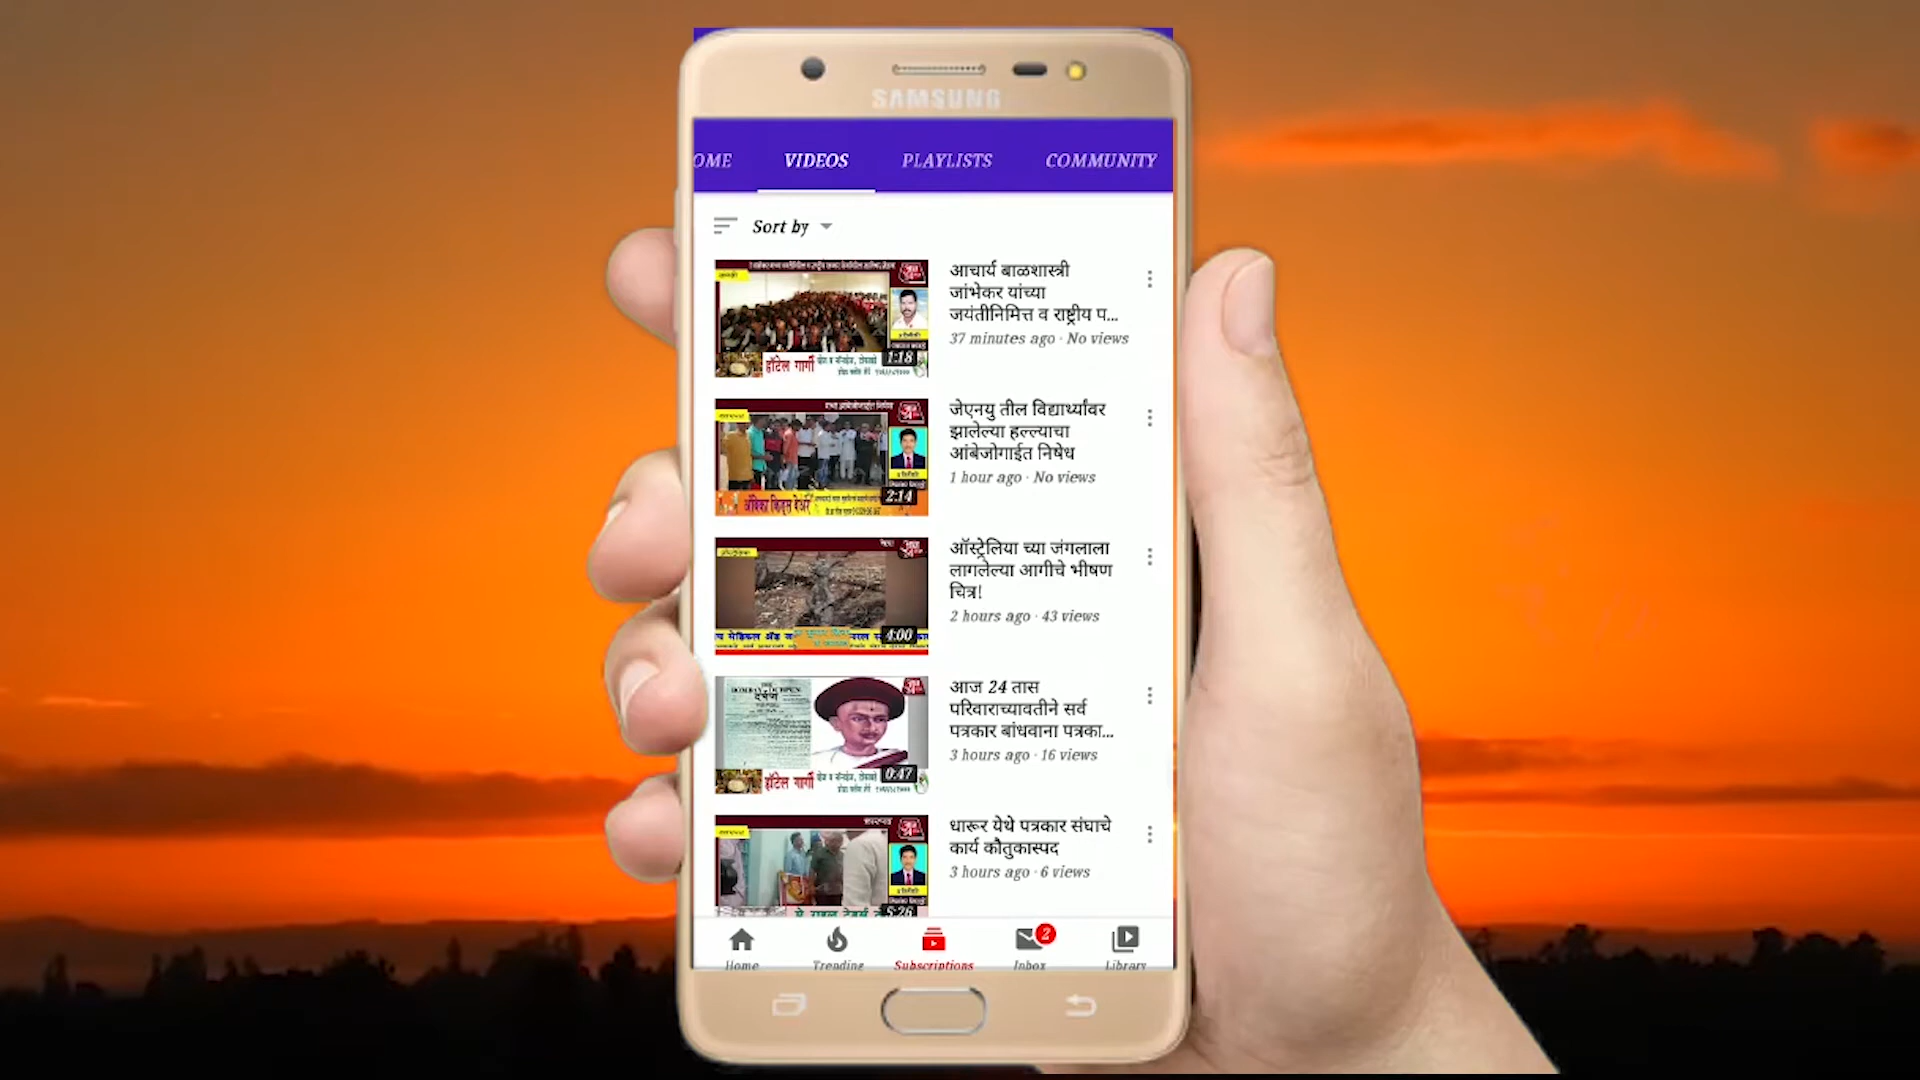 SAMSUNG
OME VIDEOS PLAYLISTS COMMUNITY
Sort by
आचार्य बाळशास्त्री
जांभेकर यांच्या
जयंतीनिमित्त व राष्ट्रीय प...
37 minutes ago · No views
हॉटेल गार्गी
1:18
जेएनयु तील विद्यार्थ्यांवर
झालेल्या हल्ल्याचा
आंबेजोगाईत निषेध
1 hour ago · No views
2:14
ऑस्ट्रेलिया च्या जंगलाला
लागलेल्या आगीचे भीषण
चित्र!
2 hours ago · 43 views
4:00
आज 24 तास
परिवाराच्यावतीने सर्व
पत्रकार बांधवाना पत्रका...
3 hours ago · 16 views
हॉटेल गार्गी
0:47
धारूर येथे पत्रकार संघाचे
कार्य कौतुकास्पद
3 hours ago · 6 views
5:26
2
Home Trending Subscriptions Inbox Library